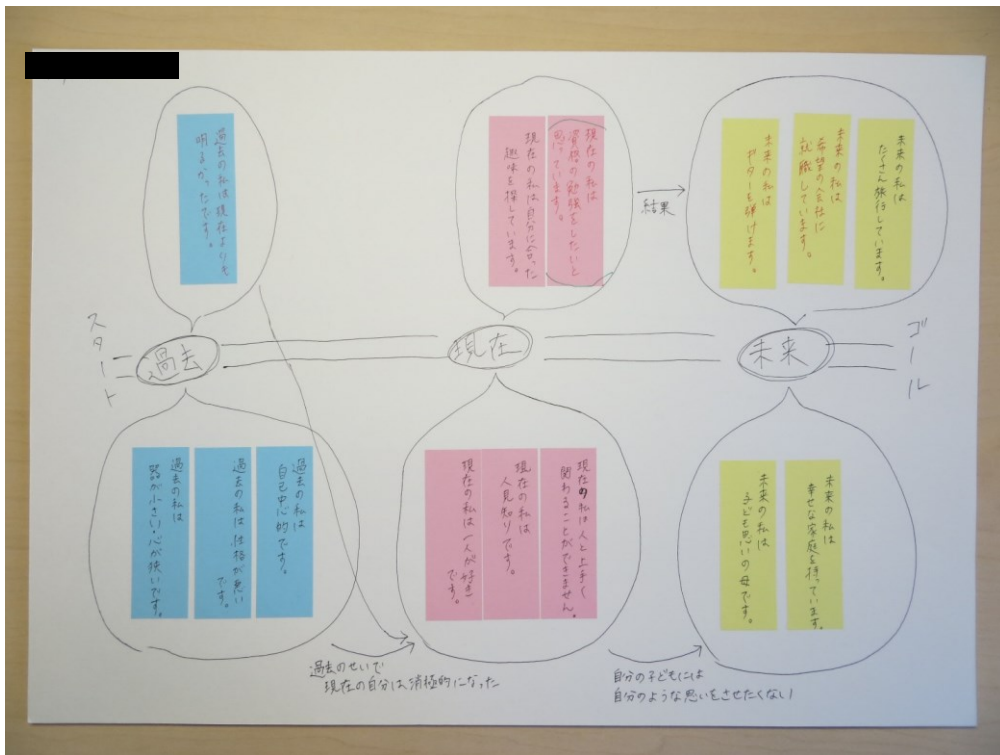 スタート
過去
現在
未来
ゴール
過去の私は現在よりも
明るかったです。
現在の私は
資格の勉強をしたいと
思っています。
現在の私は自分に合った
趣味を探しています。
結果
未来の私は
たくさん旅行しています。
未来の私は
希望の会社に
就職しています。
未来の私は
ギターを弾けます。
過去の私は
自己中心的です。
過去の私は性格が悪い
です。
過去の私は
器が小さい・心が狭いです。
過去のせいで
現在の自分は消極的になった
現在の私は人と上手く
関わることができません。
現在の私は
人見知りです。
現在の私は一人が好き
です。
自分の子どもには
自分のような思いをさせたくない
未来の私は
幸せな家庭を持っています。
未来の私は
子ども思いの母です。